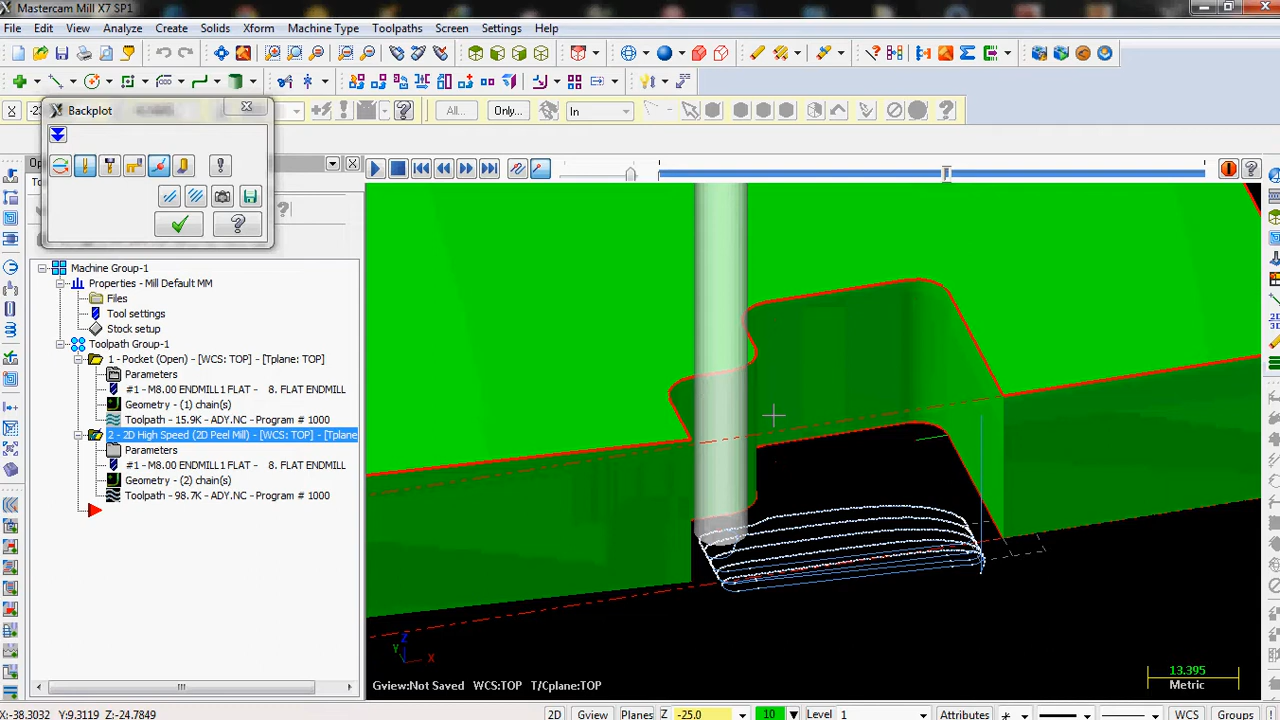 Mastercam Mill X7 SP1
File Edit View Analyze Create Solids Xform Machine Type Toolpaths Screen Settings Help
Backplot
All... Only... In
Machine Group-1
Properties - Mill Default MM
Files
Tool settings
Stock setup
Toolpath Group-1
1 - Pocket (Open) - [WCS: TOP] - [Tplane: TOP]
Parameters
#1 - M8.00 ENDMILL1 FLAT - 8. FLAT ENDMILL
Geometry - (1) chain(s)
Toolpath - 15.9K - ADY.NC - Program # 1000
2 - 2D High Speed (2D Peel Mill) - [WCS: TOP] - [Tplane
Parameters
#1 - M8.00 ENDMILL1 FLAT - 8. FLAT ENDMILL
Geometry - (2) chain(s)
Toolpath - 98.7K - ADY.NC - Program # 1000
Z
Y
X
13.395
Metric
Gview:Not Saved WCS:TOP T/Cplane:TOP
X-38.3032 Z-24.7849
2D Gview Planes Z -25.0 10 Level 1 Attributes WCS Groups